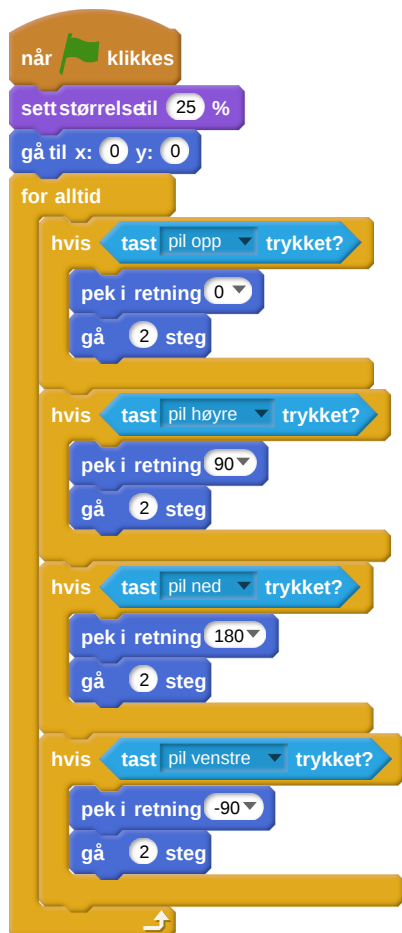 når klikkes
sett størrelse til 25 %
gå til x: 0 y: 0
for alltid
hvis tast pil opp trykket?
pek i retning 0
gå 2 steg
hvis tast pil høyre trykket?
pek i retning 90
gå 2 steg
hvis tast pil ned trykket?
pek i retning 180
gå 2 steg
hvis tast pil venstre trykket?
pek i retning -90
gå 2 steg